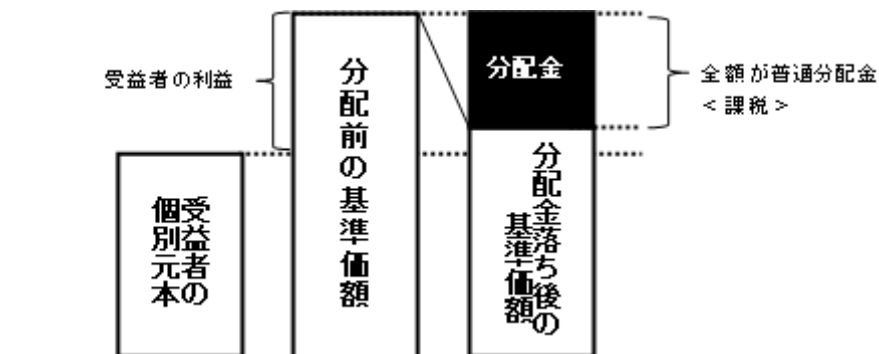 受益者の利益
分配前の基準価額
分配金
全額が普通分配金
<課税>
受益者の
個別元本
分配金落ち後の
基準価額